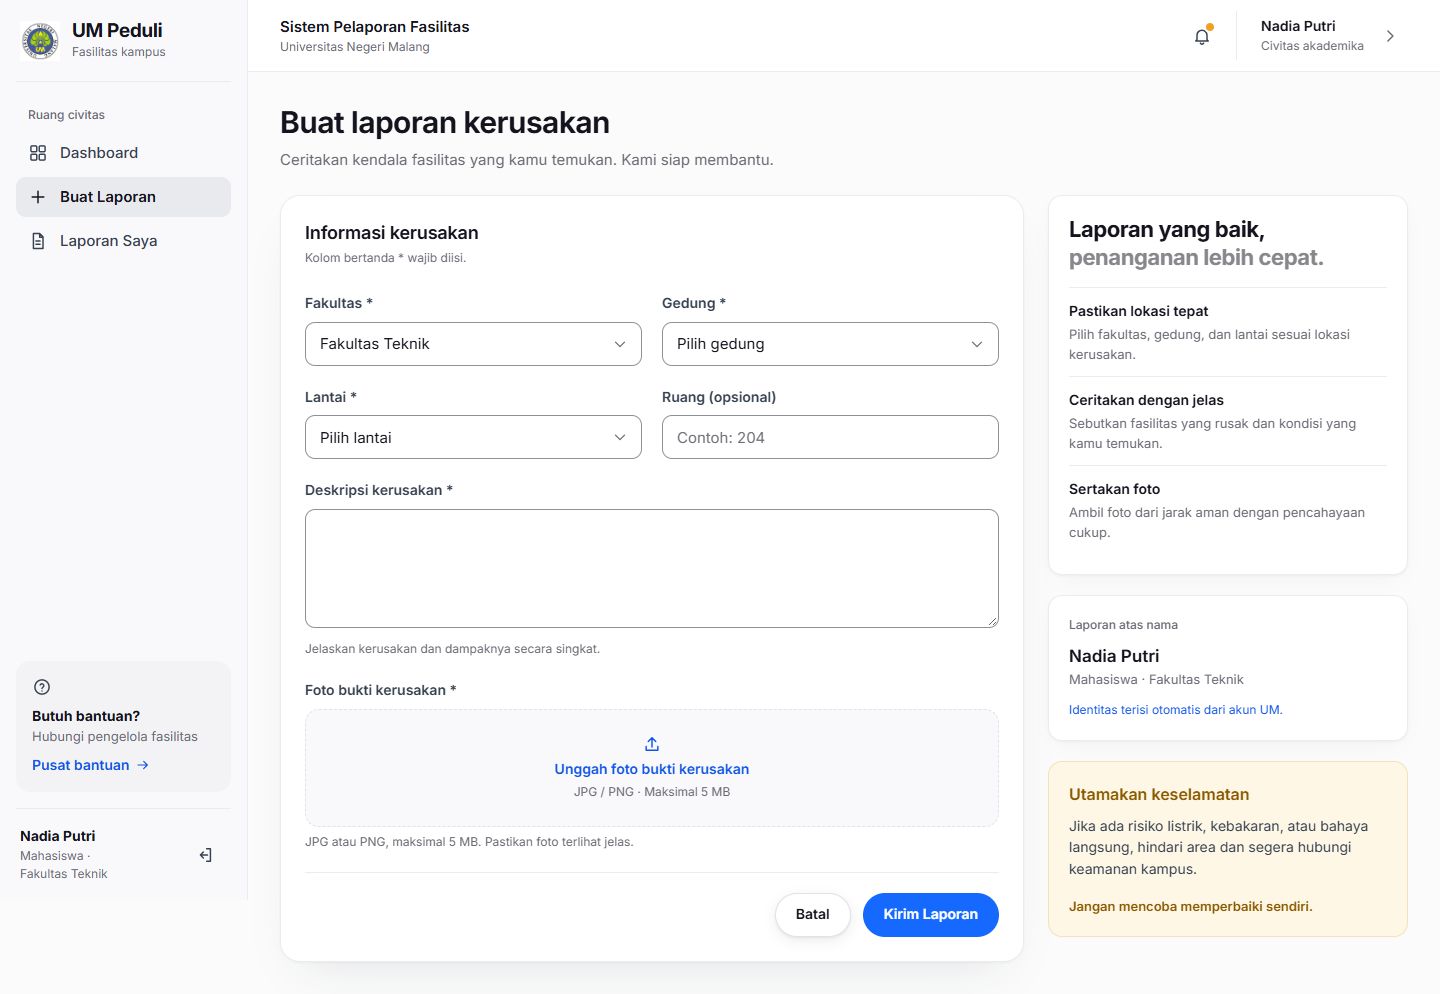 UM Peduli
Fasilitas kampus
Ruang civitas
Dashboard
Buat Laporan
Laporan Saya
Butuh bantuan?
Hubungi pengelola fasilitas
Pusat bantuan →
Nadia Putri
Mahasiswa ·
Fakultas Teknik
Sistem Pelaporan Fasilitas
Universitas Negeri Malang
Nadia Putri
Civitas akademika
Buat laporan kerusakan
Ceritakan kendala fasilitas yang kamu temukan. Kami siap membantu.
Informasi kerusakan
Kolom bertanda * wajib diisi.
Fakultas *
Fakultas Teknik
Gedung *
Pilih gedung
Lantai *
Pilih lantai
Ruang (opsional)
Contoh: 204
Deskripsi kerusakan *
Jelaskan kerusakan dan dampaknya secara singkat.
Foto bukti kerusakan *
Unggah foto bukti kerusakan
JPG / PNG · Maksimal 5 MB
JPG atau PNG, maksimal 5 MB. Pastikan foto terlihat jelas.
Batal
Kirim Laporan
Laporan yang baik,
penanganan lebih cepat.
Pastikan lokasi tepat
Pilih fakultas, gedung, dan lantai sesuai lokasi
kerusakan.
Ceritakan dengan jelas
Sebutkan fasilitas yang rusak dan kondisi yang
kamu temukan.
Sertakan foto
Ambil foto dari jarak aman dengan pencahayaan
cukup.
Laporan atas nama
Nadia Putri
Mahasiswa · Fakultas Teknik
Identitas terisi otomatis dari akun UM.
Utamakan keselamatan
Jika ada risiko listrik, kebakaran, atau bahaya
langsung, hindari area dan segera hubungi
keamanan kampus.
Jangan mencoba memperbaiki sendiri.